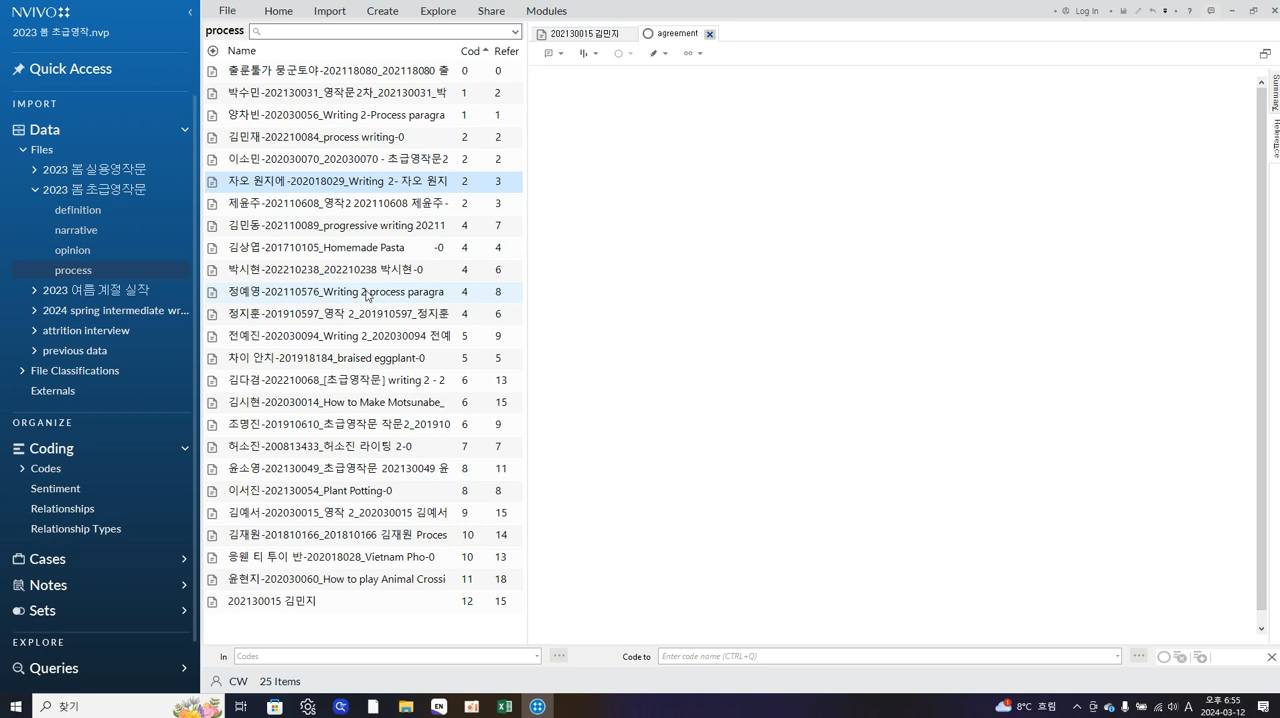 NVIVO
2023 봄 초급영작.nvp
Quick Access
IMPORT
Data
Files
2023 봄 실용영작문
2023 봄 초급영작문
definition
narrative
opinion
process
2023 여름 계절 실작
2024 spring intermediate wr...
attrition interview
previous data
File Classifications
Externals
ORGANIZE
Coding
Codes
Sentiment
Relationships
Relationship Types
Cases
Notes
Sets
EXPLORE
Queries
File Home Import Create Explore Share Modules
Log In
process
Name Cod Refer
줄룬툴가 뭉군토야-202118080_202118080 줄 0 0
박수민-202130031_영작문2차_202130031_박 1 2
양차빈-202030056_Writing 2-Process paragra 1 1
김민재-202210084_process writing-0 2 2
이소민-202030070_202030070 - 초급영작문2 2 2
자오 원지에-202018029_Writing 2- 자오 원지 2 3
제윤주-202110608_영작2 202110608 제윤주- 2 3
김민동-202110089_progressive writing 20211 4 7
김상엽-201710105_Homemade Pasta -0 4 4
박시현-202210238_202210238 박시현-0 4 6
정예영-202110576_Writing 2-process paragra 4 8
정지훈-201910597_영작 2_201910597_정지훈 4 6
전예진-202030094_Writing 2_202030094 전예 5 9
차이 안치-201918184_braised eggplant-0 5 5
김다겸-202210068_[초급영작문] writing 2 - 2 6 13
김시현-202030014_How to Make Motsunabe_ 6 15
조명진-201910610_초급영작문 작문2_201910 6 9
허소진-200813433_허소진 라이팅 2-0 7 7
윤소영-202130049_초급영작문 202130049 윤 8 11
이서진-202130054_Plant Potting-0 8 8
김예서-202030015_영작 2_202030015 김예서 9 15
김재원-201810166_201810166 김재원 Proces 10 14
응웬 티 투이 반-202018028_Vietnam Pho-0 10 13
윤현지-202030060_How to play Animal Crossi 11 18
202130015 김민지 12 15
202130015 김민지
agreement
Summary
Reference
In Codes
Code to Enter code name (CTRL+Q)
CW 25 Items
찾기
EN
8°C 흐림
A
오후 6:55
2024-03-12